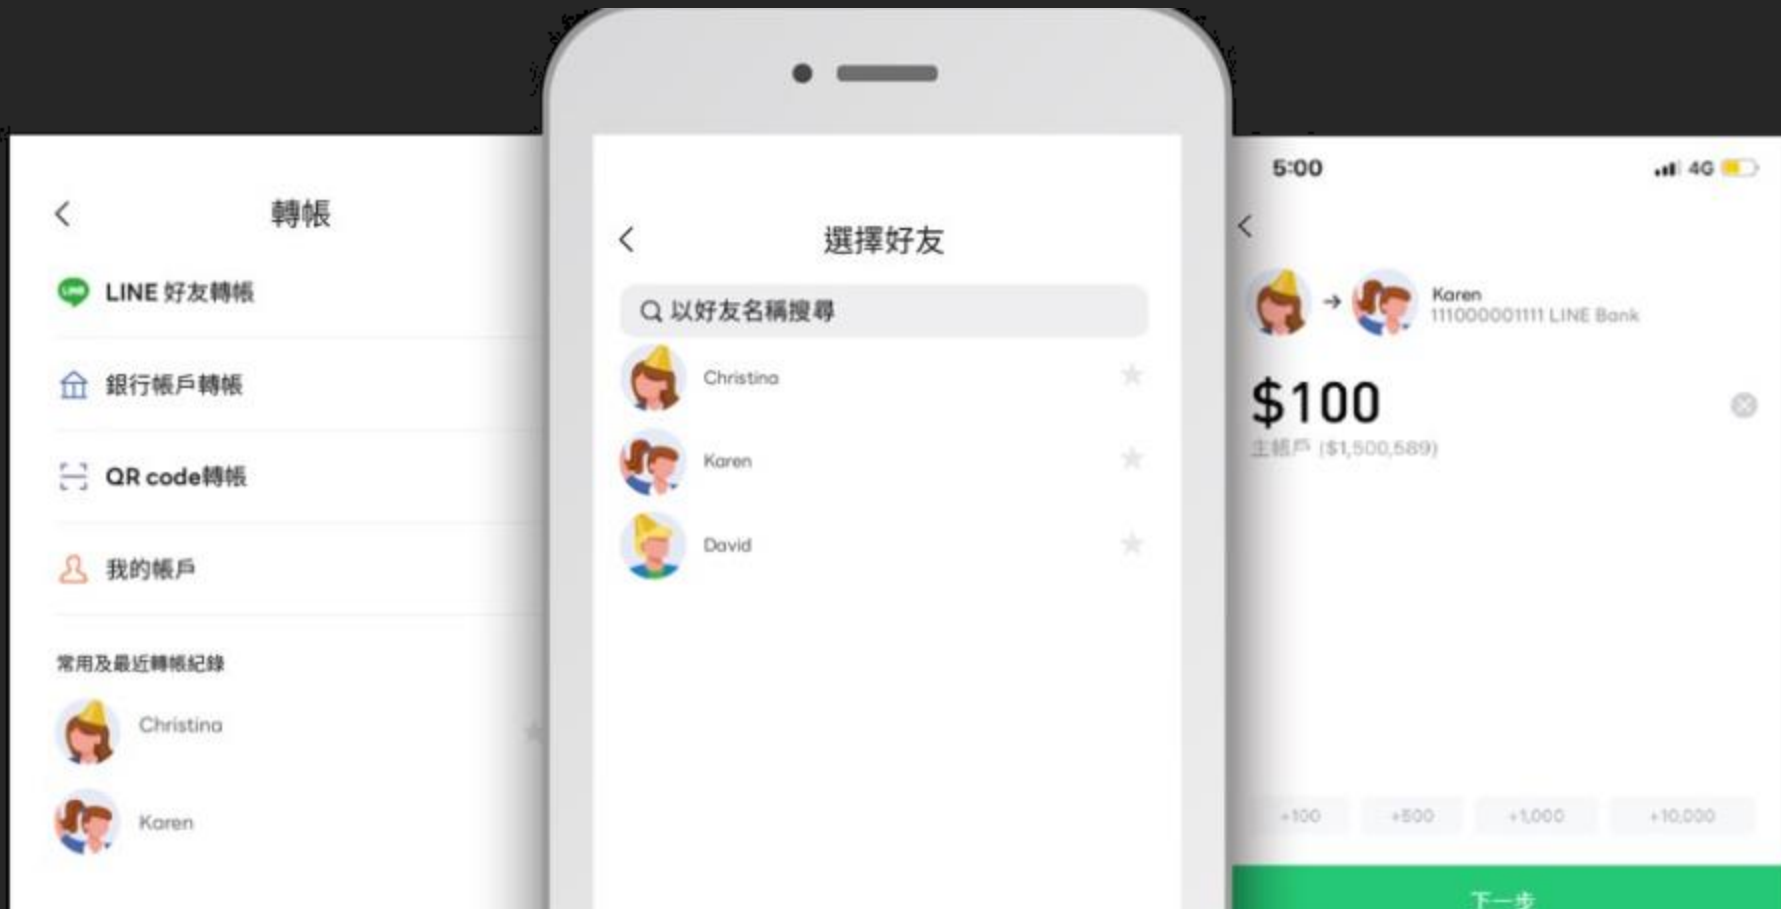 轉帳
LINE 好友轉帳
銀行帳戶轉帳
QR code轉帳
我的帳戶
常用及最近轉帳紀錄
Christina
Karen
選擇好友
以好友名稱搜尋
Christina
Karen
David
5:00
4G
Karen
111000001111 LINE Bank
$100
主帳戶 ($1,500,589)
+100 +500 +1,000 +10,000
下一步